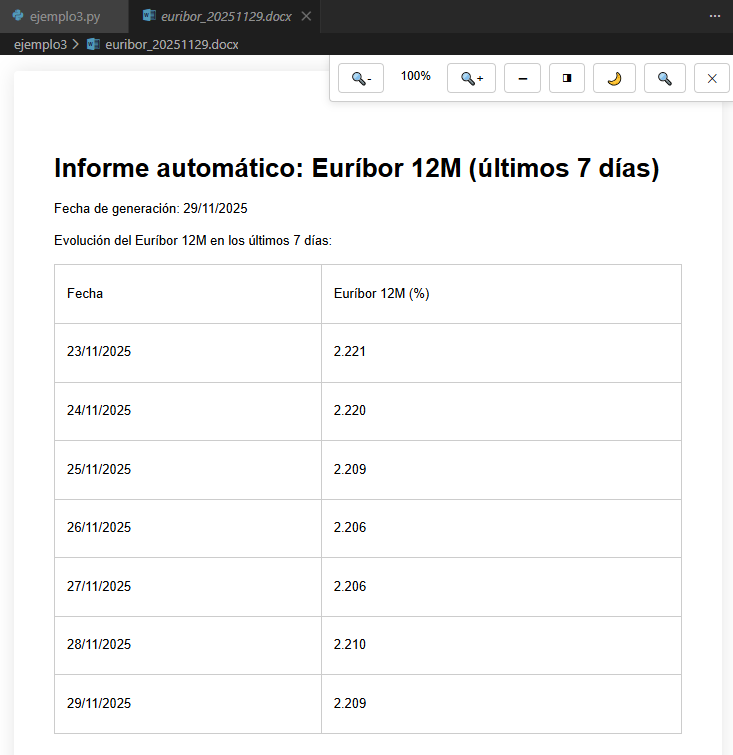 ejemplo3.py
euribor_20251129.docx
ejemplo3 > euribor_20251129.docx
100%
Informe automático: Euríbor 12M (últimos 7 días)
Fecha de generación: 29/11/2025
Evolución del Euríbor 12M en los últimos 7 días:
Fecha Euríbor 12M (%)
23/11/2025 2.221
24/11/2025 2.220
25/11/2025 2.209
26/11/2025 2.206
27/11/2025 2.206
28/11/2025 2.210
29/11/2025 2.209